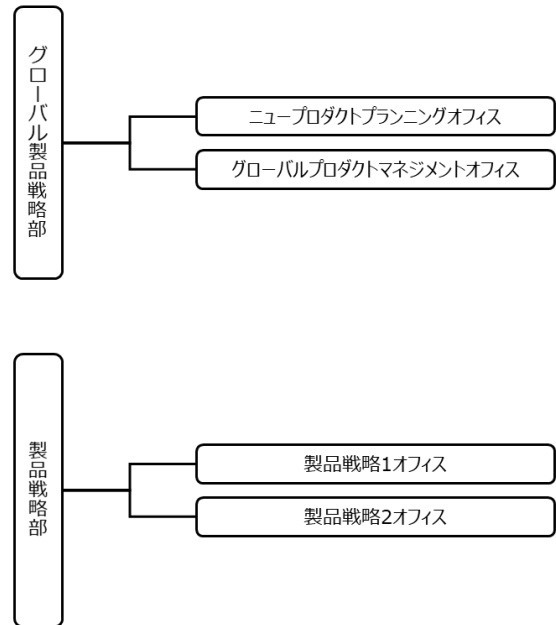 グローバル製品戦略部
ニュープロダクトプランニングオフィス
グローバルプロダクトマネジメントオフィス
製品戦略部
製品戦略1オフィス
製品戦略2オフィス